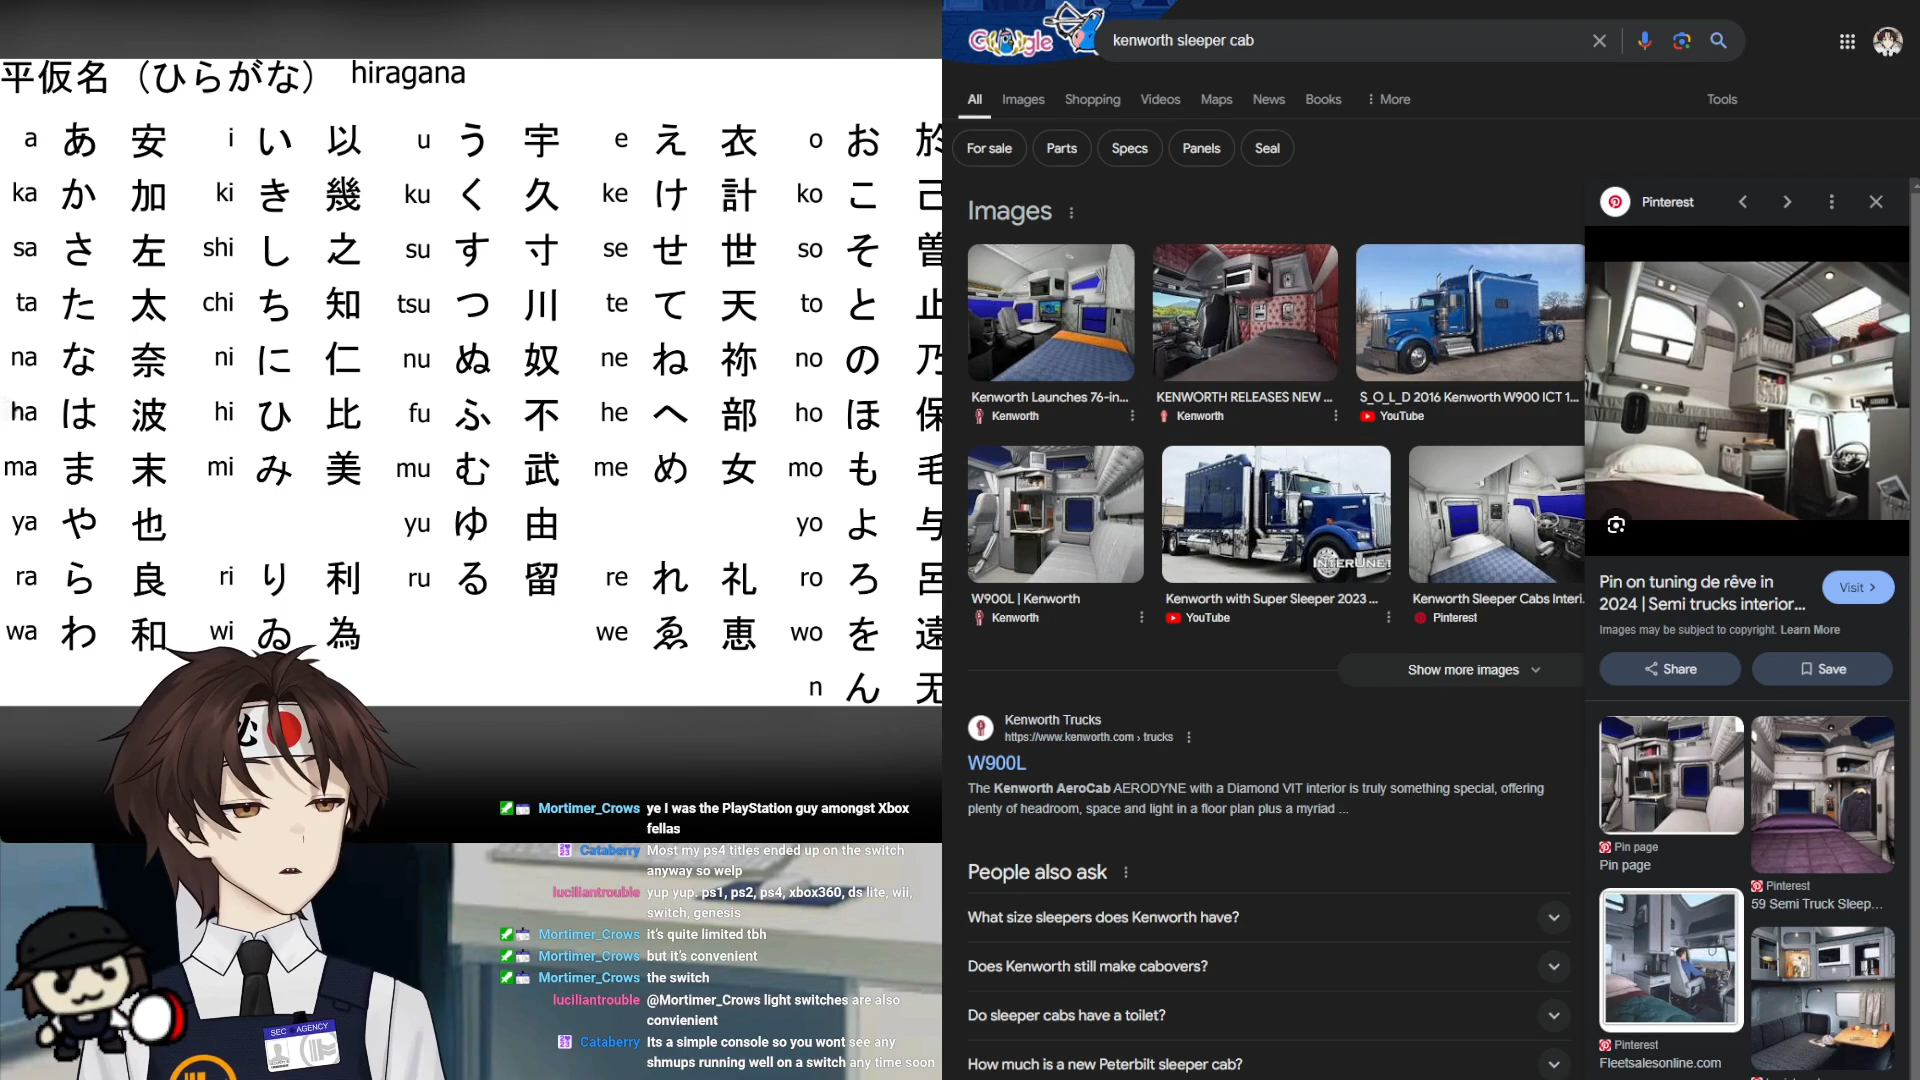 平仮名（ひらがな） hiragana
a あ 安 i い 以 u う 宇 e え 衣 o お 於
ka か 加 ki き 幾 ku く 久 ke け 計 ko こ 己
sa さ 左 shi し 之 su す 寸 se せ 世 so そ 曽
ta た 太 chi ち 知 tsu つ 川 te て 天 to と 止
na な 奈 ni に 仁 nu ぬ 奴 ne ね 祢 no の 乃
ha は 波 hi ひ 比 fu ふ 不 he へ 部 ho ほ 保
ma ま 末 mi み 美 mu む 武 me め 女 mo も 毛
ya や 也 yu ゆ 由 yo よ 与
ra ら 良 ri り 利 ru る 留 re れ 礼 ro ろ 呂
wa わ 和 wi ゐ 為 we ゑ 恵 wo を 遠
n ん 无
必
SEC AGENCY
Mortimer_Crows ye I was the PlayStation guy amongst Xbox
fellas
Cataberry Most my ps4 titles ended up on the switch
anyway so welp
luciliantrouble yup yup. ps1, ps2, ps4, xbox360, ds lite, wii,
switch, genesis
Mortimer_Crows it's quite limited tbh
Mortimer_Crows but it's convenient
Mortimer_Crows the switch
luciliantrouble @Mortimer_Crows light switches are also
convienient
Cataberry Its a simple console so you wont see any
shmups running well on a switch any time soon
Google
kenworth sleeper cab
All Images Shopping Videos Maps News Books More Tools
For sale Parts Specs Panels Seal
Images
Kenworth Launches 76-in...
Kenworth
KENWORTH RELEASES NEW ...
Kenworth
S_O_L_D 2016 Kenworth W900 ICT 1...
YouTube
W900L | Kenworth
Kenworth
INTERUNET
Kenworth with Super Sleeper 2023 ...
YouTube
Kenworth Sleeper Cabs Interi.
Pinterest
Show more images
Kenworth Trucks
https://www.kenworth.com › trucks
W900L
The Kenworth AeroCab AERODYNE with a Diamond VIT interior is truly something special, offering
plenty of headroom, space and light in a floor plan plus a myriad ...
People also ask
What size sleepers does Kenworth have?
Does Kenworth still make cabovers?
Do sleeper cabs have a toilet?
How much is a new Peterbilt sleeper cab?
Pinterest
Pin on tuning de rêve in
2024 | Semi trucks interior...
Visit
Images may be subject to copyright. Learn More
Share
Save
Pin page
Pin page
Pinterest
59 Semi Truck Sleep...
Pinterest
Fleetsalesonline.com